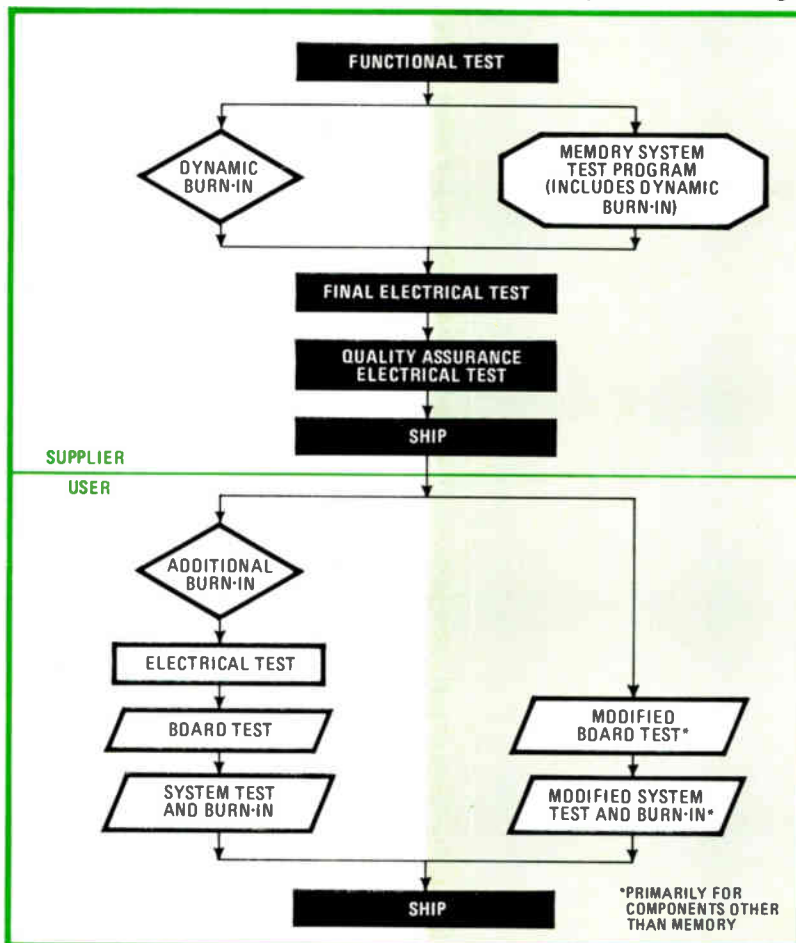 FUNCTIONAL TEST
DYNAMIC
BURN-IN
MEMORY SYSTEM
TEST PROGRAM
(INCLUDES DYNAMIC
BURN-IN)
FINAL ELECTRICAL TEST
QUALITY ASSURANCE
ELECTRICAL TEST
SHIP
SUPPLIER
USER
ADDITIONAL
BURN-IN
ELECTRICAL TEST
BOARD TEST
SYSTEM TEST
AND BURN-IN
MODIFIED
BOARD TEST*
MODIFIED SYSTEM
TEST AND BURN-IN*
SHIP
*PRIMARILY FOR
COMPONENTS OTHER
THAN MEMORY